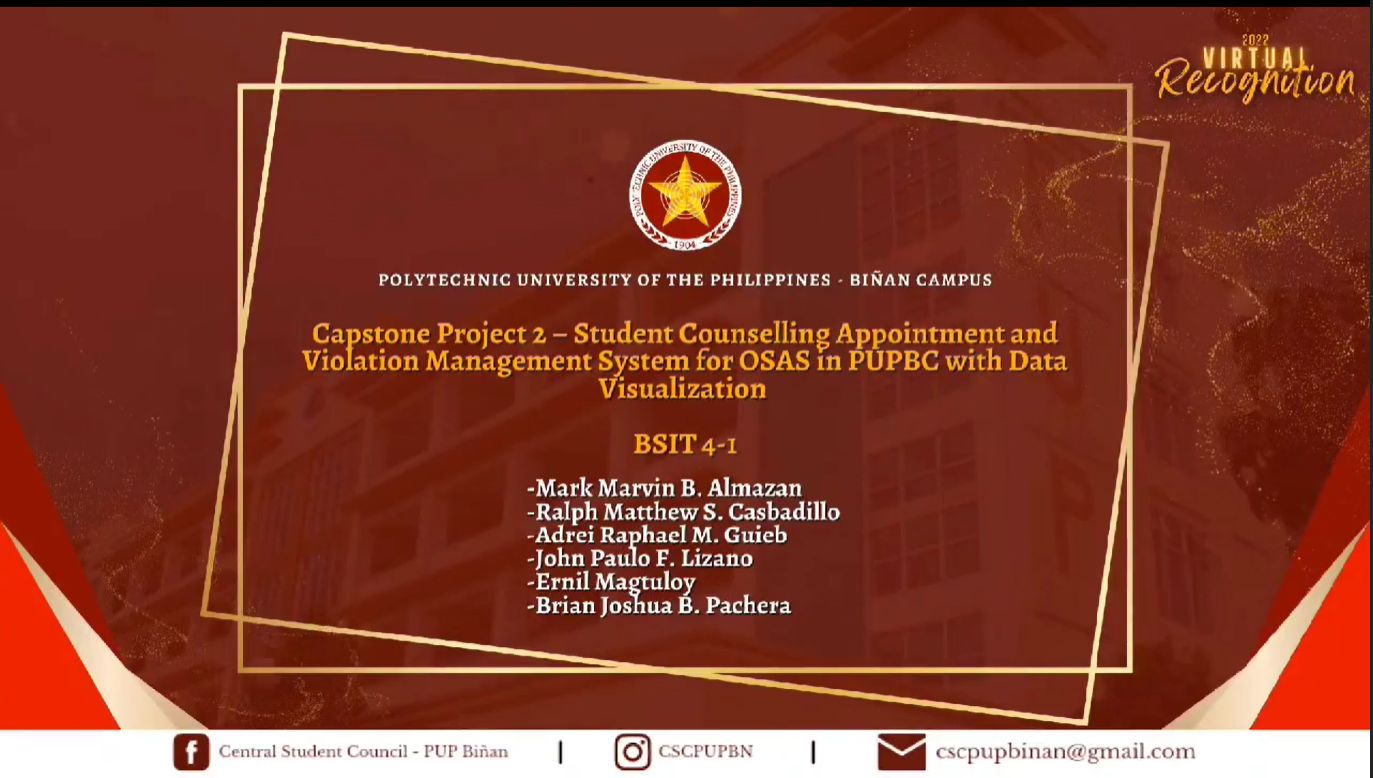 2022
VIRTUAL
Recognition
POLYTECHNIC UNIVERSITY OF THE PHILIPPINES
1904
POLYTECHNIC UNIVERSITY OF THE PHILIPPINES - BIÑAN CAMPUS
Capstone Project 2 – Student Counselling Appointment and
Violation Management System for OSAS in PUPBC with Data
Visualization
BSIT 4-1
-Mark Marvin B. Almazan
-Ralph Matthew S. Casbadillo
-Adrei Raphael M. Guieb
-John Paulo F. Lizano
-Ernil Magtuloy
-Brian Joshua B. Pachera
Central Student Council - PUP Biñan | CSCPUPBN | cscpupbinan@gmail.com